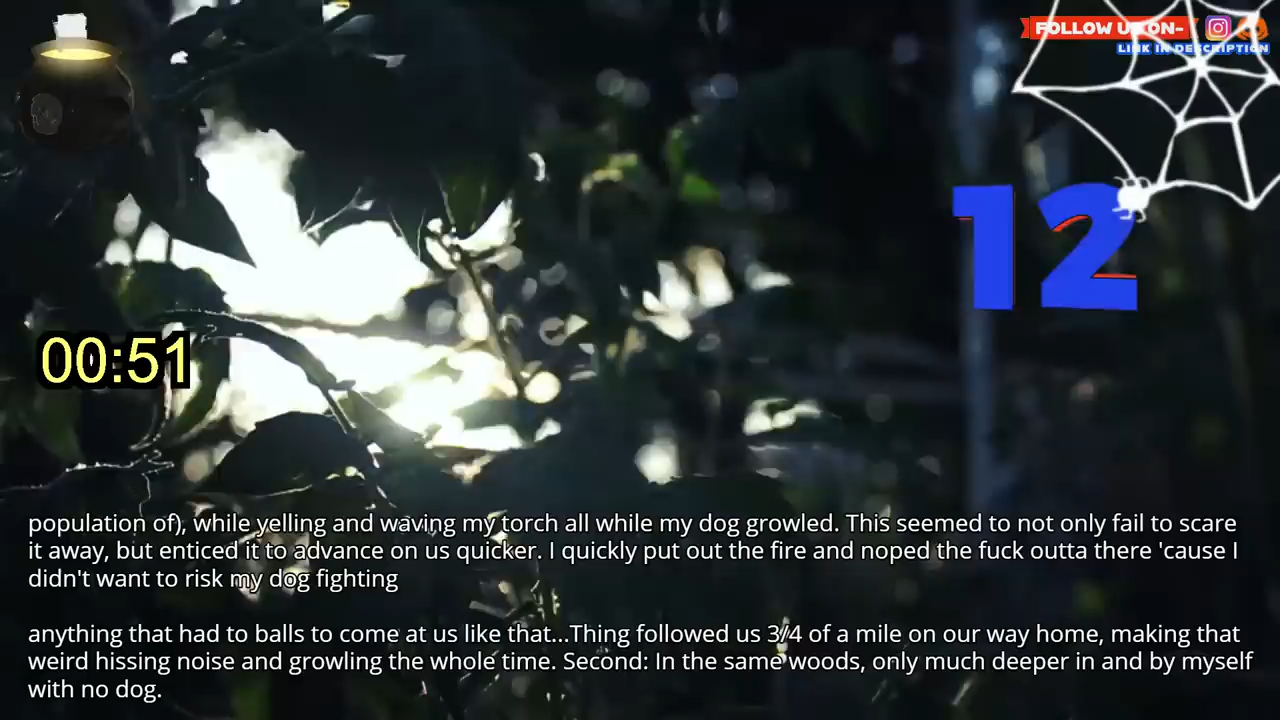 FOLLOW US ON-
LINK IN DESCRIPTION
12
00:51
population of), while yelling and waving my torch all while my dog growled. This seemed to not only fail to scare
it away, but enticed it to advance on us quicker. I quickly put out the fire and noped the fuck outta there 'cause I
didn't want to risk my dog fighting
anything that had to balls to come at us like that...Thing followed us 3/4 of a mile on our way home, making that
weird hissing noise and growling the whole time. Second: In the same woods, only much deeper in and by myself
with no dog.